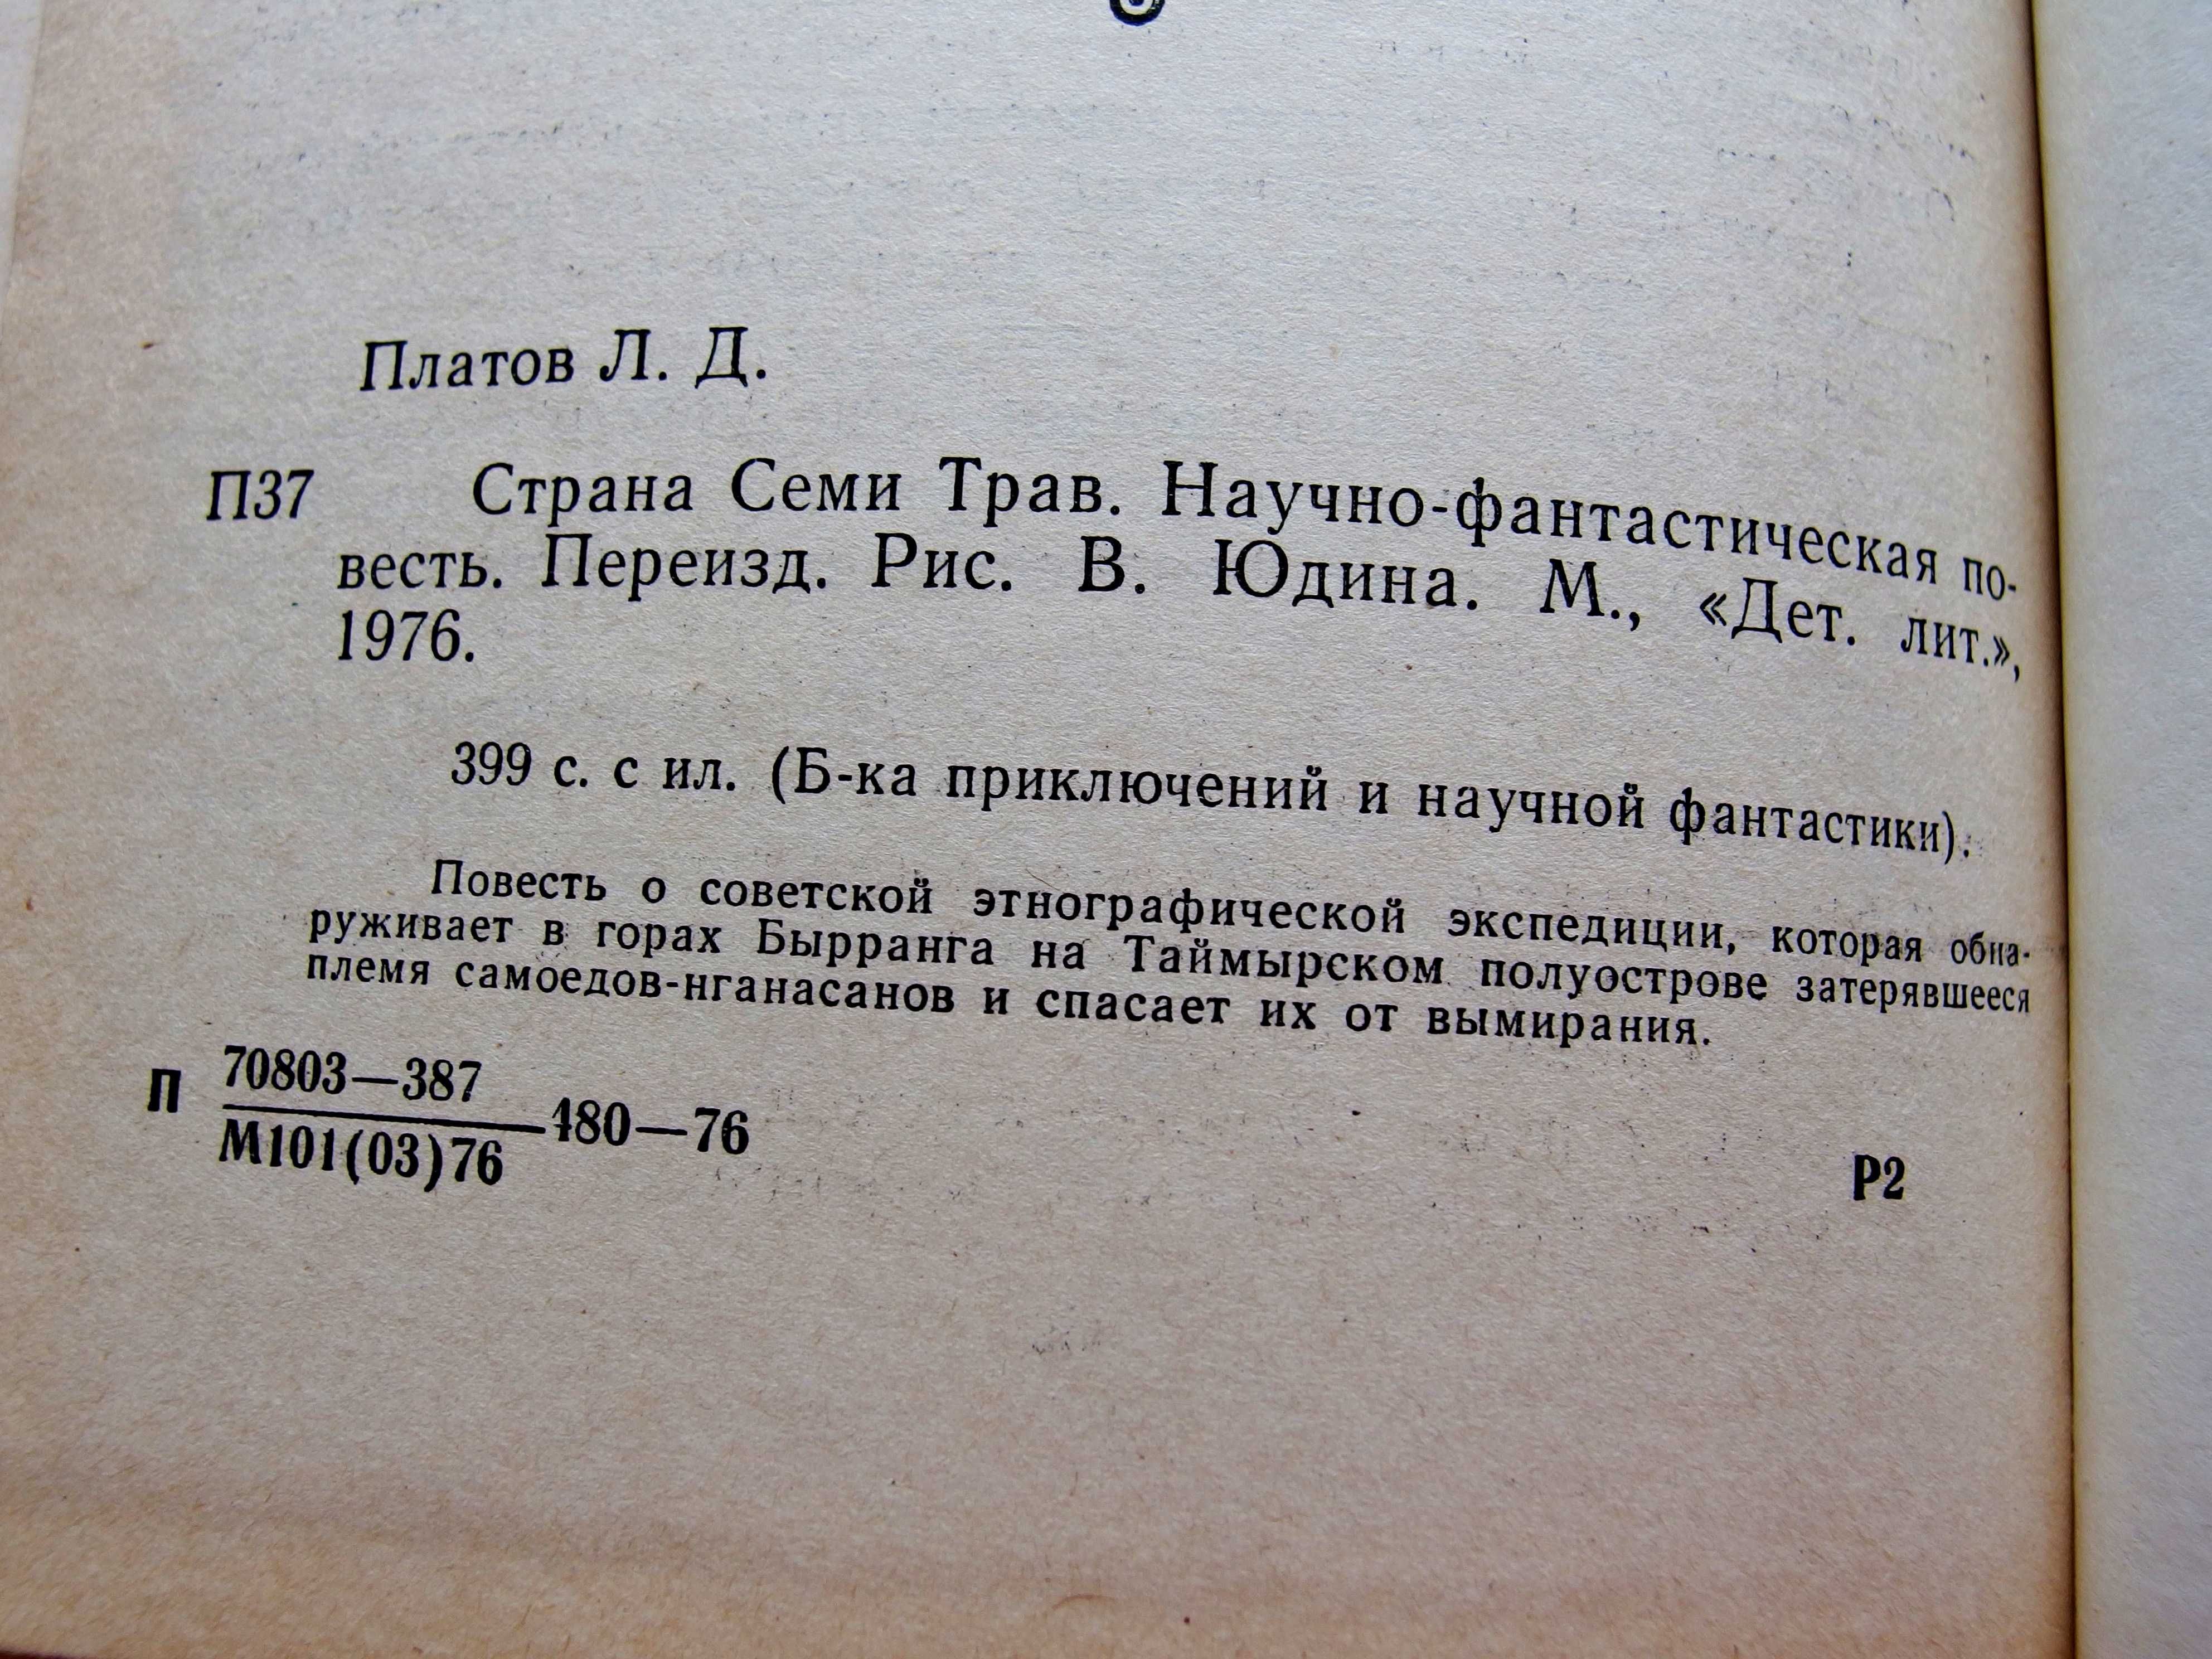 Платов Л. Д.
П37 Страна Семи Трав. Научно-фантастическая по-
весть. Переизд. Рис. В. Юдина. М., «Дет. лит.»,
1976.
399 с. с ил. (Б-ка приключений и научной фантастики).
Повесть о советской этнографической экспедиции, которая обна-
руживает в горах Бырранга на Таймырском полуострове затерявшееся
племя самоедов-нганасанов и спасает их от вымирания.
П 70803—387
М101(03)76 —480—76
Р2